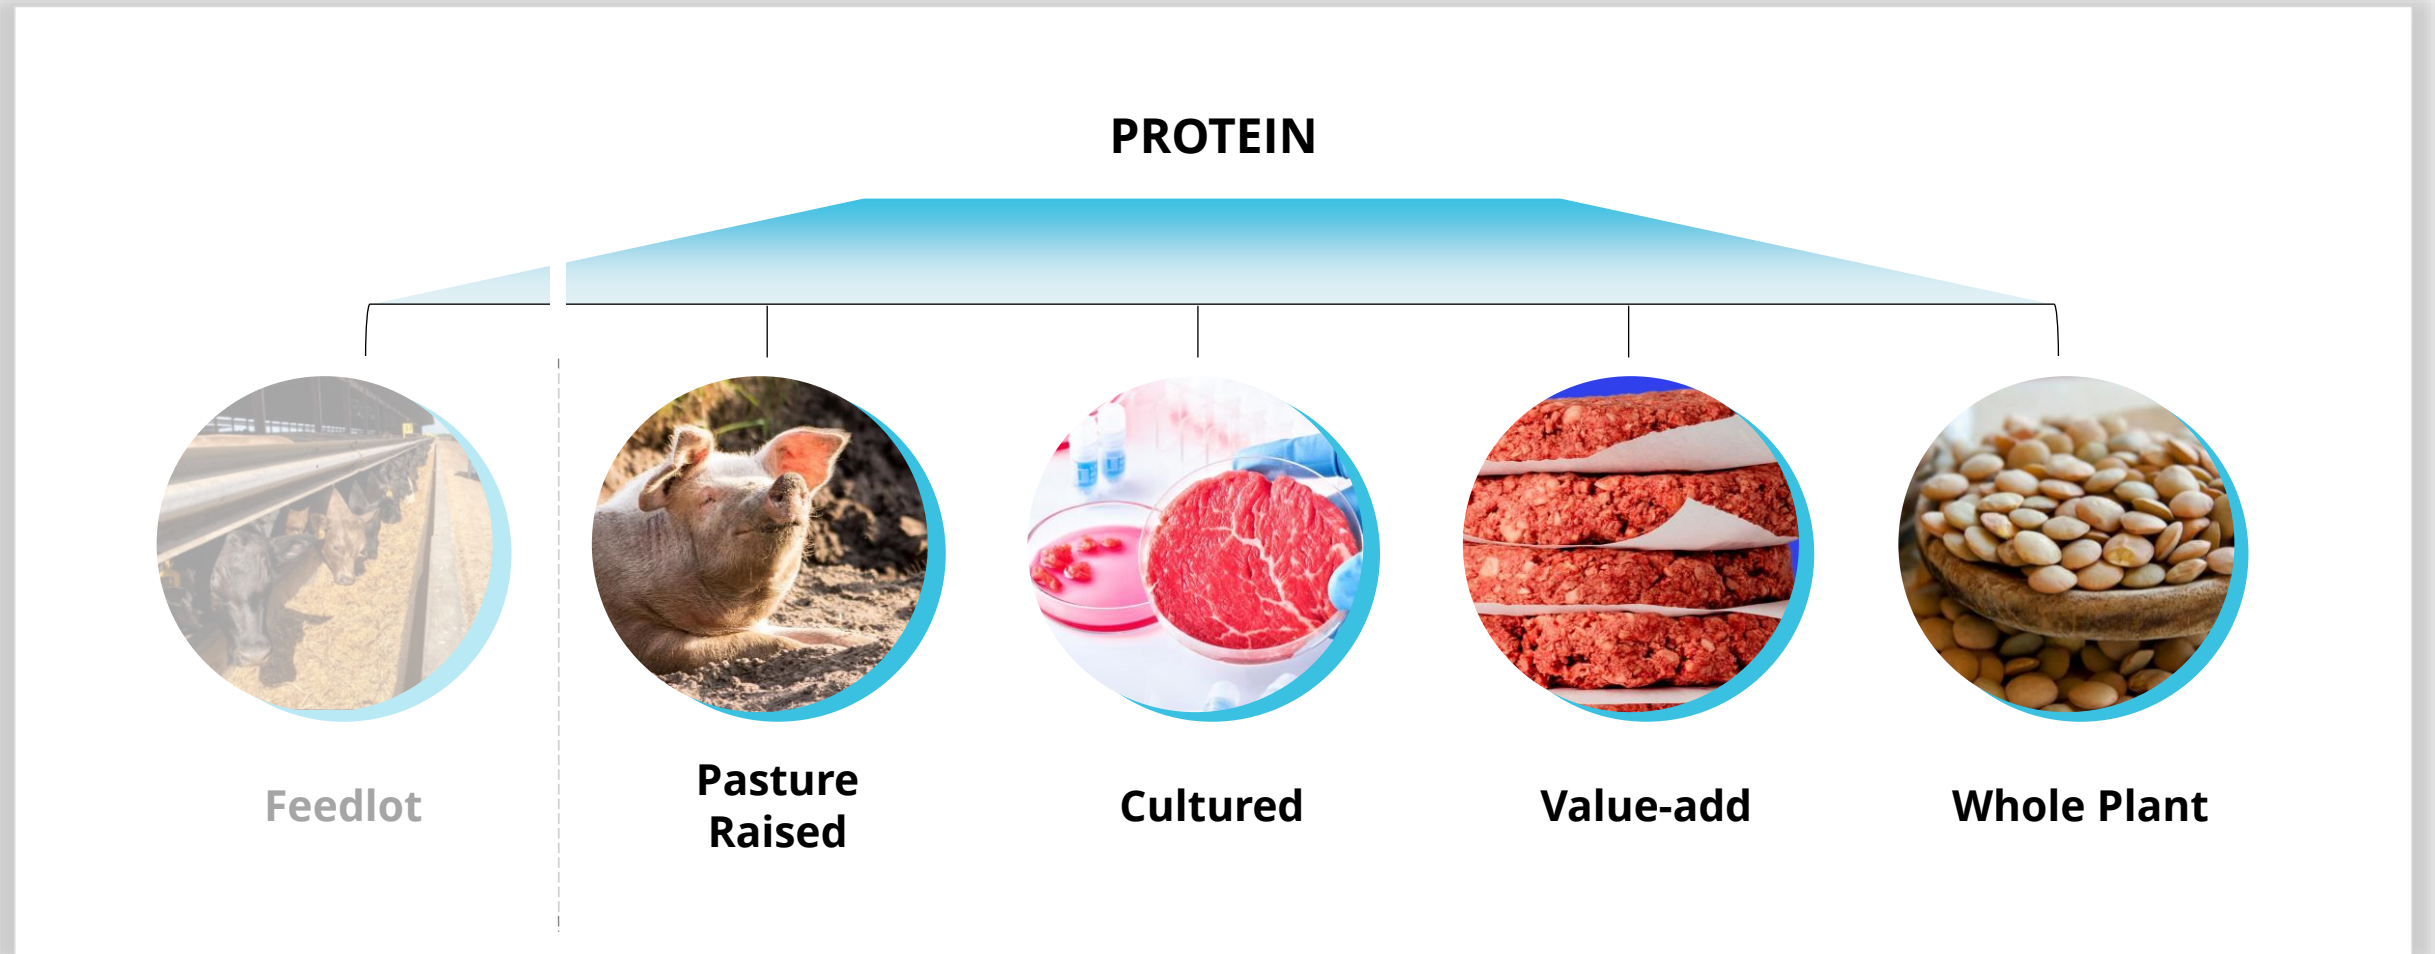 PROTEIN
Feedlot
Pasture
Raised
Cultured
Value-add
Whole Plant